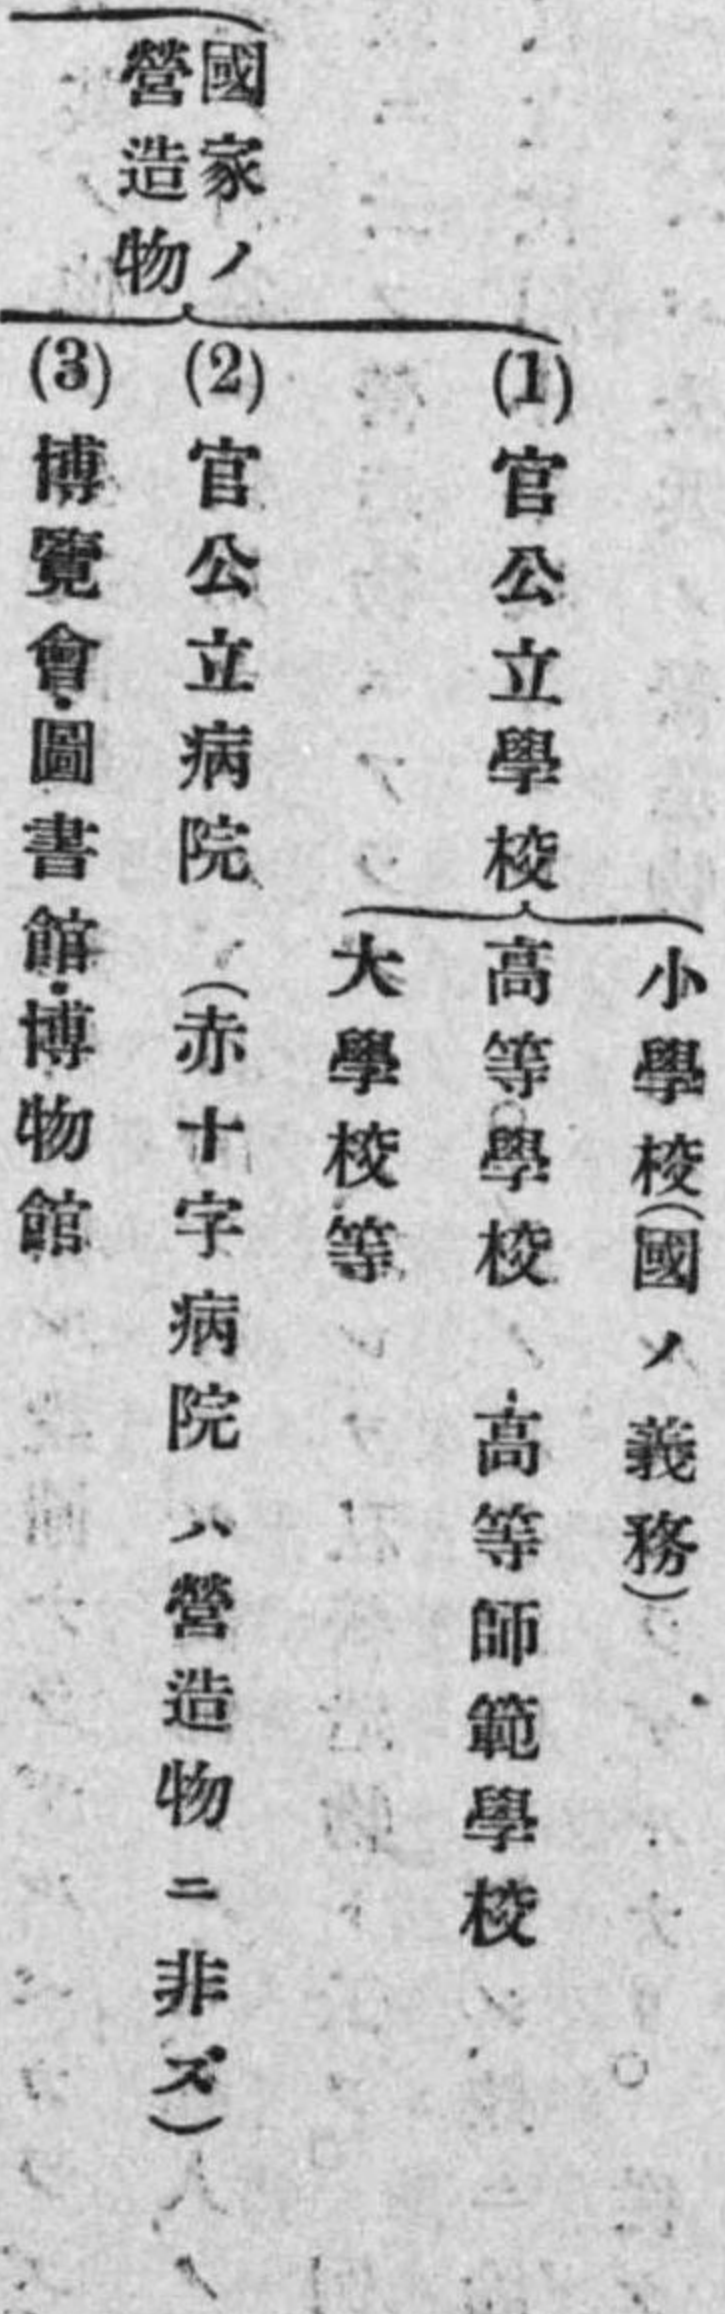 國家ノ
營造物
(1)官公立學校
小學校(國ノ義務)
高等學校 高等師範學校
大學校等
(2)官公立病院(赤十字病院ハ營造物ニ非ズ)
(3)博覽會・圖書館・博物館